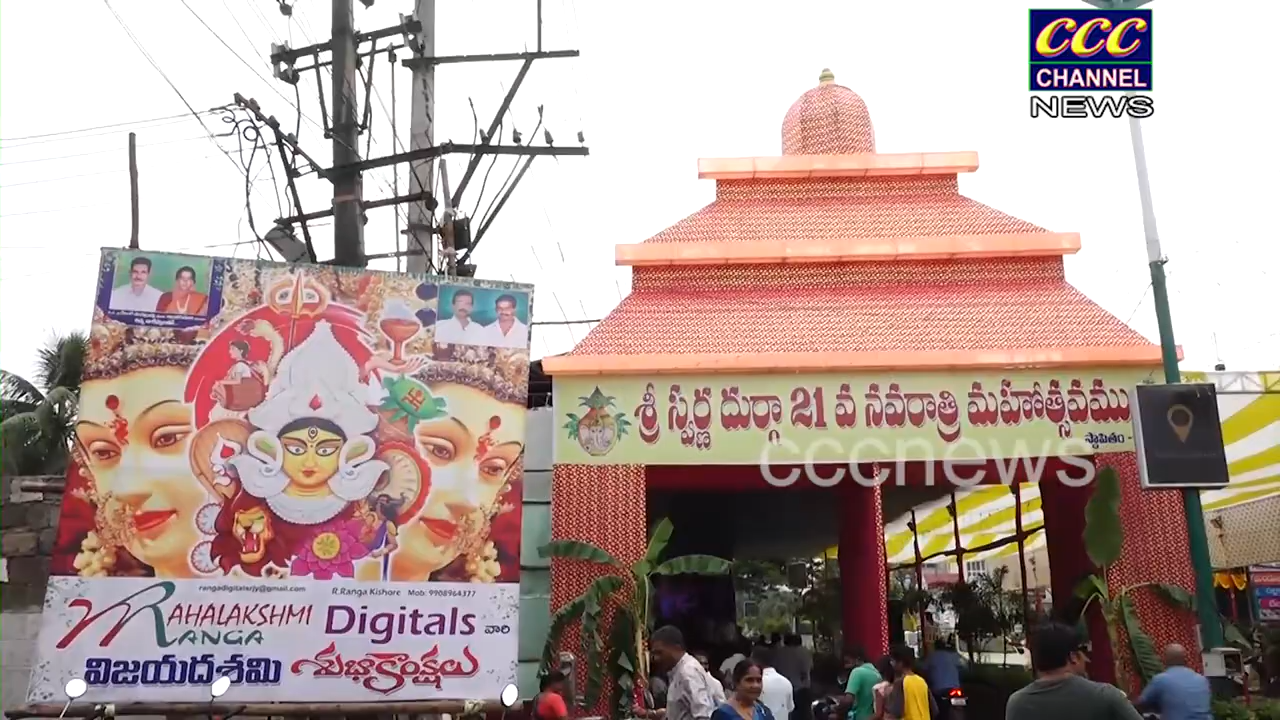 CCC
CHANNEL
NEWS
శ్రీ స్వర్ణ దుర్గా 21 వ నవరాత్రి మహోత్సవము
స్థాపితం -
cccnews
rangadigitalsrjy@gmail.com R.Ranga Kishore Mob: 9908964377
MAHALAKSHMI
RANGA
Digitals వారి
విజయదశమి శుభాకాంక్షలు